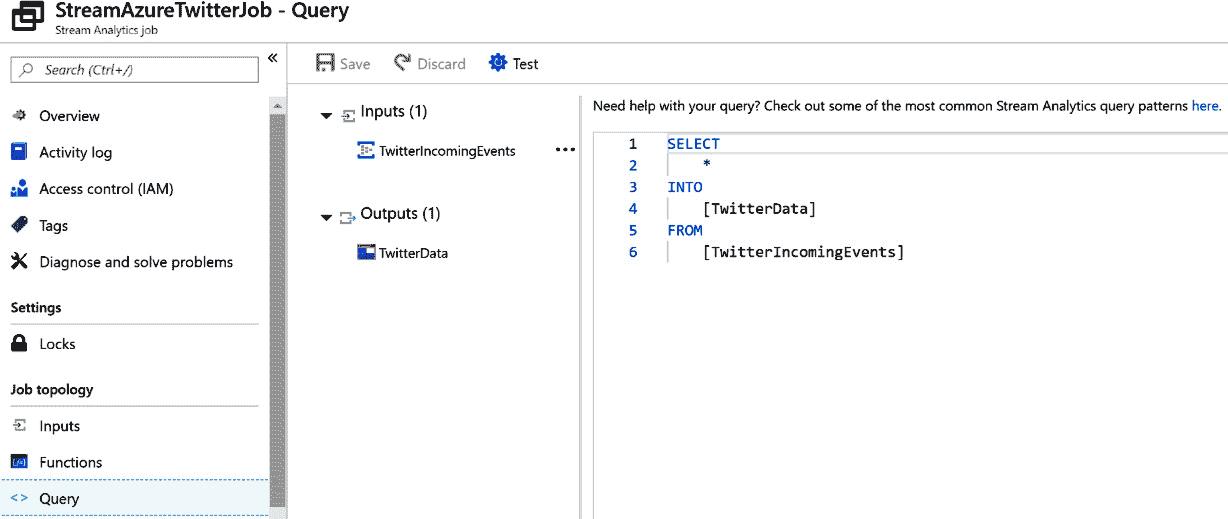 StreamAzureTwitterJob - Query
Stream Analytics job
Search (Ctrl+/)
«
Overview
Activity log
Access control (IAM)
Tags
Diagnose and solve problems
Settings
Locks
Job topology
Inputs
Functions
<> Query
Save Discard Test
Inputs (1)
TwitterIncomingEvents ...
Outputs (1)
TwitterData
Need help with your query? Check out some of the most common Stream Analytics query patterns here.
1 SELECT
2 *
3 INTO
4 [TwitterData]
5 FROM
6 [TwitterIncomingEvents]